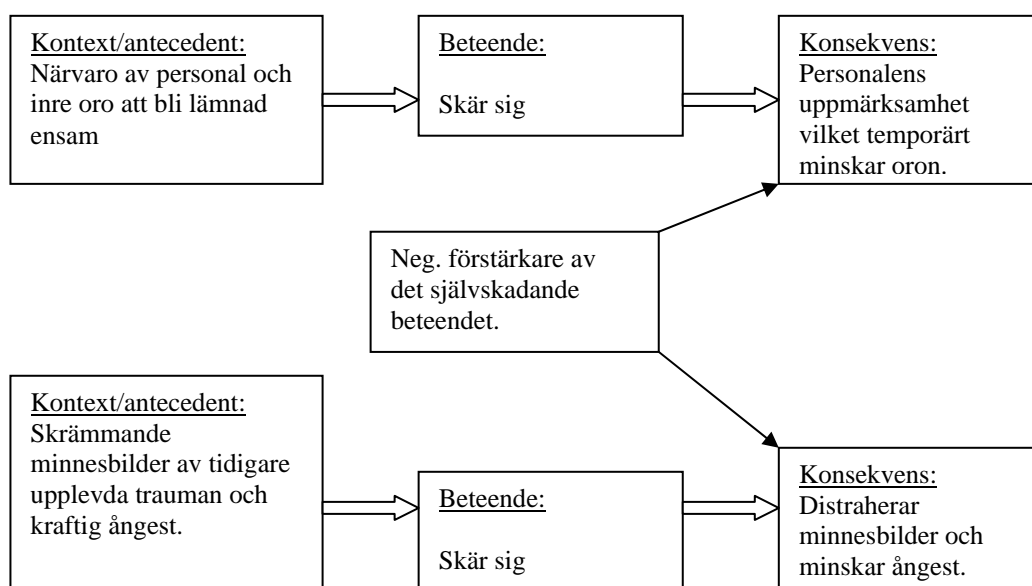 Kontext/antecedent:
Närvaro av personal och
inre oro att bli lämnad
ensam
Beteende:
Skär sig
Konsekvens:
Personalens
uppmärksamhet
vilket temporärt
minskar oron.
Neg. förstärkare av
det självskadande
beteendet.
Kontext/antecedent:
Skrämmande
minnesbilder av tidigare
upplevda trauman och
kraftig ångest.
Beteende:
Skär sig
Konsekvens:
Distraherar
minnesbilder och
minskar ångest.